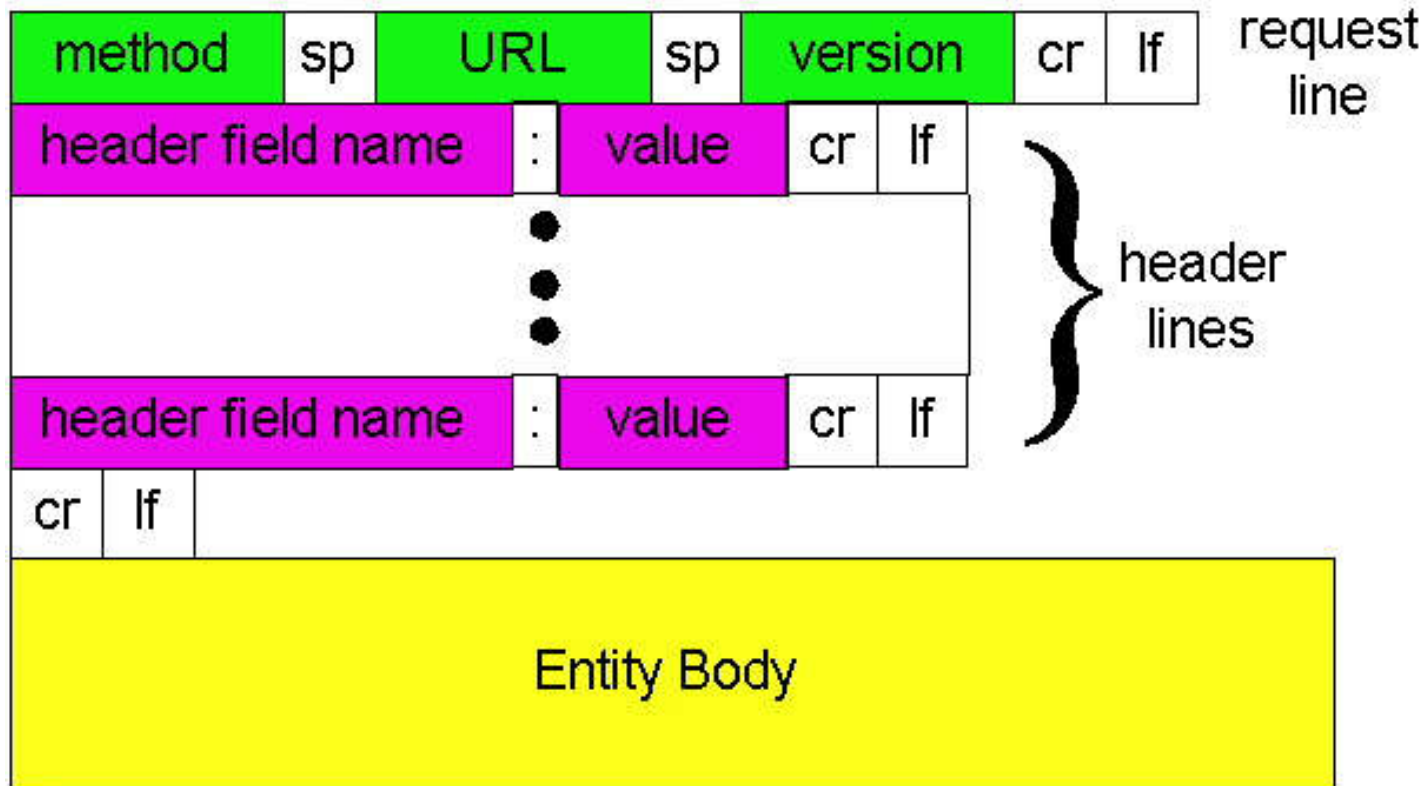 method sp URL sp version cr lf request line
header field name : value cr lf
header lines
header field name : value cr lf
cr lf
Entity Body